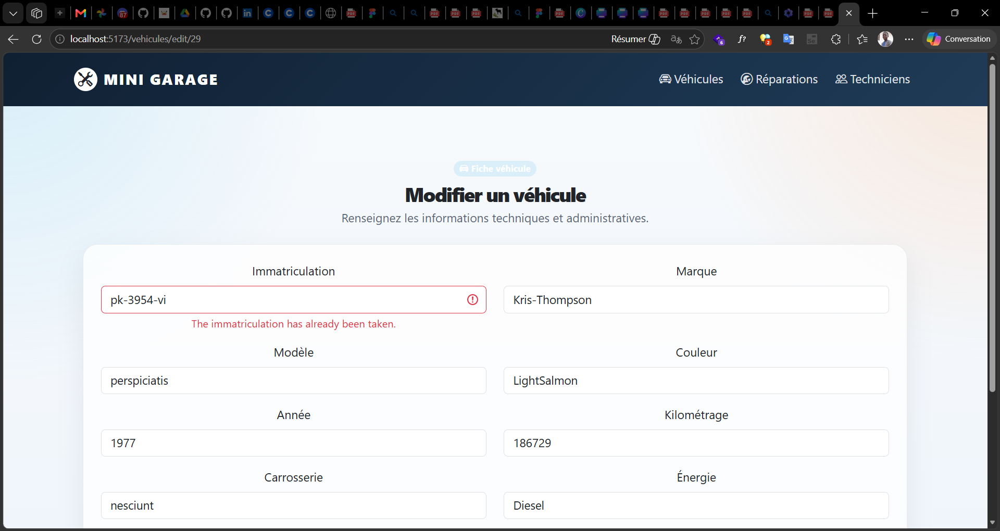 localhost:5173/vehicules/edit/29
Résumer
Conversation
MINI GARAGE
Véhicules
Réparations
Techniciens
Fiche véhicule
Modifier un véhicule
Renseignez les informations techniques et administratives.
Immatriculation
Marque
pk-3954-vi
Kris-Thompson
The immatriculation has already been taken.
Modèle
Couleur
perspiciatis
LightSalmon
Année
Kilométrage
1977
186729
Carrosserie
Énergie
nesciunt
Diesel